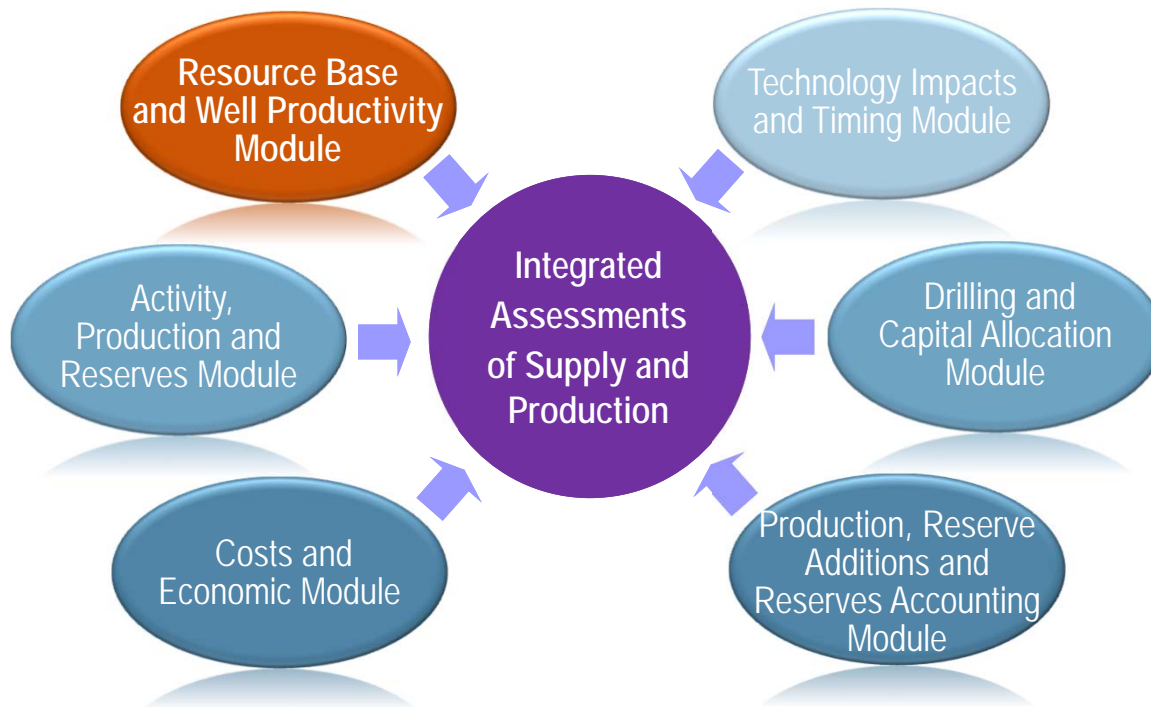 Resource Base
and Well Productivity
Module
Technology Impacts
and Timing Module
Activity,
Production and
Reserves Module
Integrated
Assessments
of Supply and
Production
Drilling and
Capital Allocation
Module
Costs and
Economic Module
Production, Reserve
Additions and
Reserves Accounting
Module